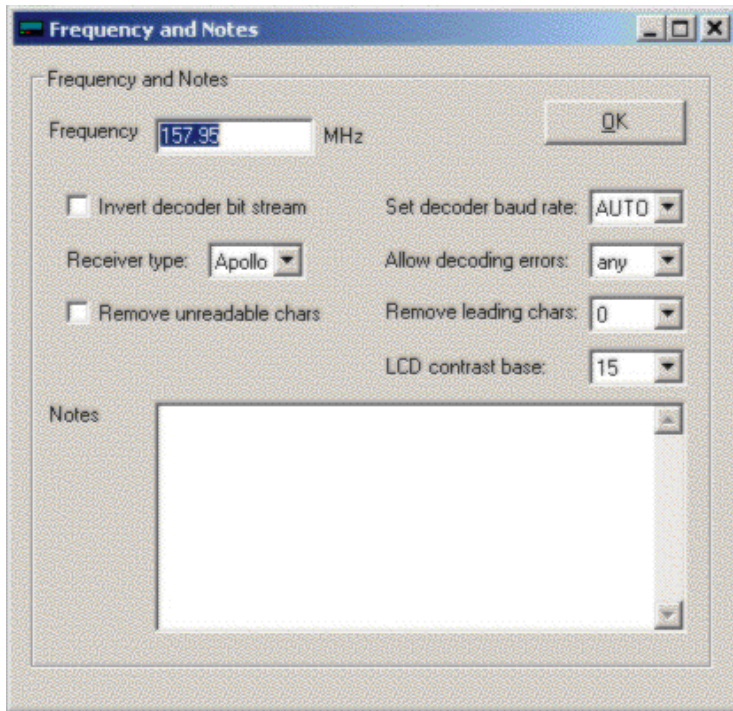 Frequency and Notes
Frequency and Notes
Frequency 157.95 MHz OK
Invert decoder bit stream Set decoder baud rate: AUTO
Receiver type: Apollo Allow decoding errors: any
Remove unreadable chars Remove leading chars: 0
LCD contrast base: 15
Notes